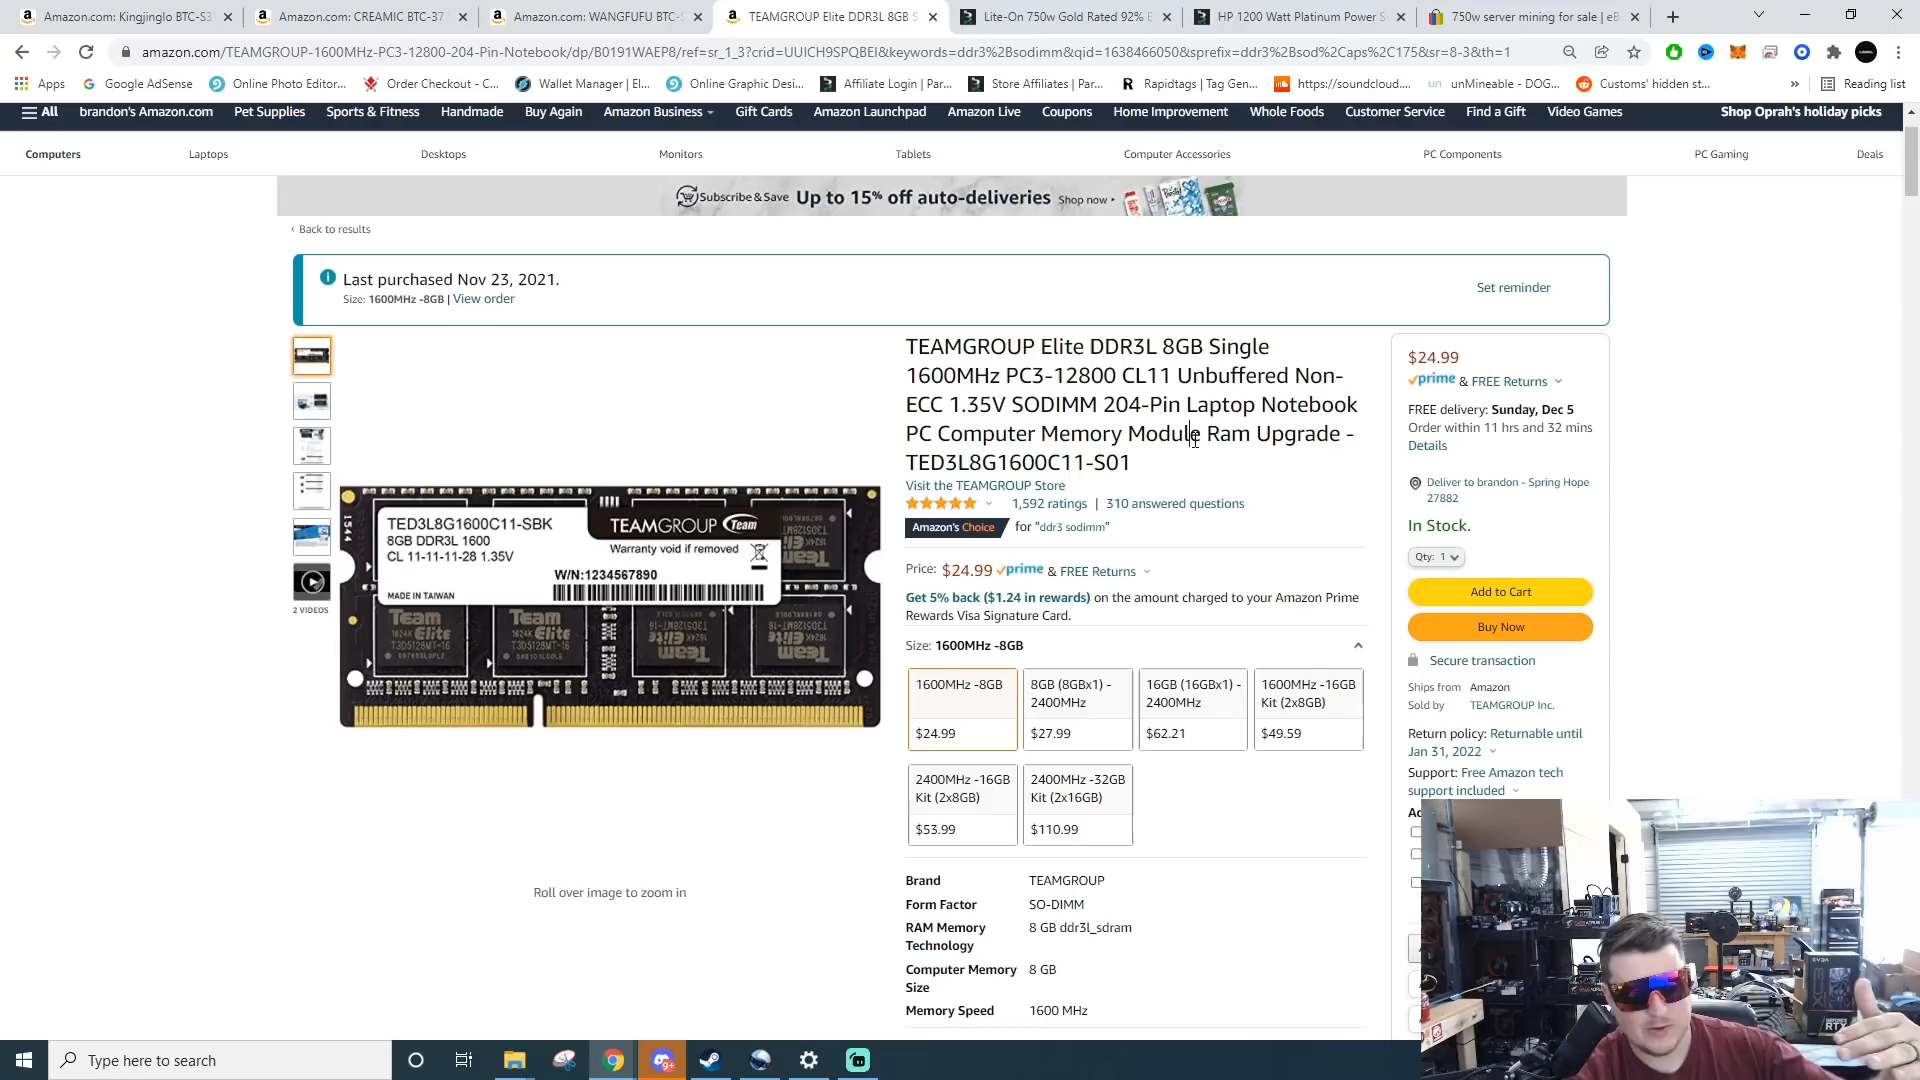 Amazon.com: Kingjinglo BTC-S3
Amazon.com: CREAMIC BTC-37
Amazon.com: WANGFUFU BTC-
TEAMGROUP Elite DDR3L 8GB S
Lite-On 750w Gold Rated 92% E
HP 1200 Watt Platinum Power S
750w server mining for sale | eB
amazon.com/TEAMGROUP-1600MHz-PC3-12800-204-Pin-Notebook/dp/B0191WAEP8/ref=sr_1_3?crid=UUICH9SPQBEI&keywords=ddr3%2Bsodimm&qid=1638466050&sprefix=ddr3%2Bsod%2Caps%2C175&sr=8-3&th=1
Apps
Google AdSense
Online Photo Editor...
Order Checkout - C...
Wallet Manager | El...
Online Graphic Desi...
Affiliate Login | Par...
Store Affiliates | Par...
Rapidtags | Tag Gen...
https://soundcloud....
unMineable - DOG...
Customs' hidden st...
»
Reading list
All brandon's Amazon.com Pet Supplies Sports & Fitness Handmade Buy Again Amazon Business Gift Cards Amazon Launchpad Amazon Live Coupons Home Improvement Whole Foods Customer Service Find a Gift Video Games Shop Oprah's holiday picks
Computers Laptops Desktops Monitors Tablets Computer Accessories PC Components PC Gaming Deals
Subscribe & Save Up to 15% off auto-deliveries Shop now
‹ Back to results
Last purchased Nov 23, 2021.
Size: 1600MHz -8GB | View order
Set reminder
TEAMGROUP Elite DDR3L 8GB Single
1600MHz PC3-12800 CL11 Unbuffered Non-
ECC 1.35V SODIMM 204-Pin Laptop Notebook
PC Computer Memory Module Ram Upgrade -
TED3L8G1600C11-S01
Visit the TEAMGROUP Store
1,592 ratings | 310 answered questions
Amazon's Choice for "ddr3 sodimm"
Price: $24.99 prime & FREE Returns
Get 5% back ($1.24 in rewards) on the amount charged to your Amazon Prime
Rewards Visa Signature Card.
Size: 1600MHz -8GB
1600MHz -8GB
$24.99
8GB (8GBx1) -
2400MHz
$27.99
16GB (16GBx1) -
2400MHz
$62.21
1600MHz -16GB
Kit (2x8GB)
$49.59
2400MHz -16GB
Kit (2x8GB)
$53.99
2400MHz -32GB
Kit (2x16GB)
$110.99
Brand TEAMGROUP
Form Factor SO-DIMM
RAM Memory
Technology
8 GB ddr3l_sdram
Computer Memory
Size
8 GB
Memory Speed 1600 MHz
2 VIDEOS
1544
TED3L8G1600C11-SBK
8GB DDR3L 1600
CL 11-11-11-28 1.35V
MADE IN TAIWAN
TEAMGROUP Team
Warranty void if removed
W/N:1234567890
Team
Elite
T3D5128MT-16
Team
Elite
T3D5128MT-16
Roll over image to zoom in
$24.99
prime & FREE Returns
FREE delivery: Sunday, Dec 5
Order within 11 hrs and 32 mins
Details
Deliver to brandon - Spring Hope
27882
In Stock.
Qty: 1
Add to Cart
Buy Now
Secure transaction
Ships from Amazon
Sold by TEAMGROUP Inc.
Return policy: Returnable until
Jan 31, 2022
Support: Free Amazon tech
support included
EVGA
RTX
Type here to search
9+